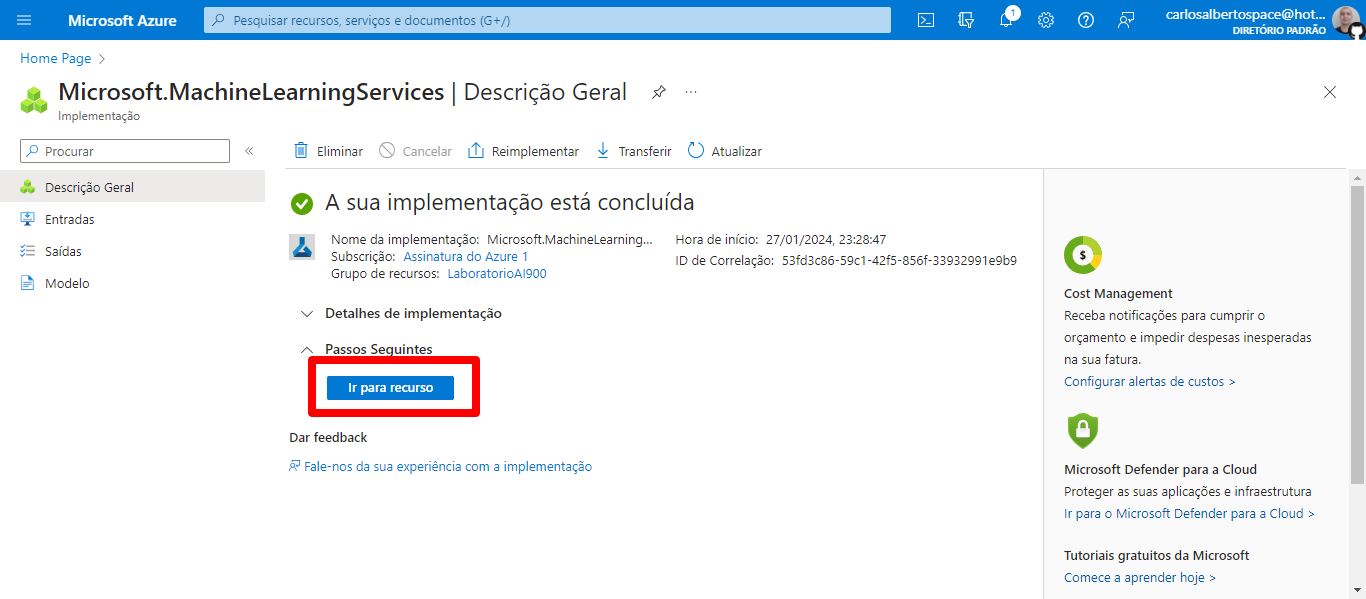 Microsoft Azure
Pesquisar recursos, serviços e documentos (G+/)
1
carlosalbertospace@hot...
DIRETÓRIO PADRÃO
Home Page >
Microsoft.MachineLearningServices | Descrição Geral
...
Implementação
Procurar
«
Eliminar
Cancelar
Reimplementar
Transferir
Atualizar
Descrição Geral
Entradas
Saídas
Modelo
A sua implementação está concluída
Nome da implementação: Microsoft.MachineLearning...
Subscrição: Assinatura do Azure 1
Grupo de recursos: LaboratorioAI900
Hora de início: 27/01/2024, 23:28:47
ID de Correlação: 53fd3c86-59c1-42f5-856f-33932991e9b9
Detalhes de implementação
Passos Seguintes
Ir para recurso
Dar feedback
Fale-nos da sua experiência com a implementação
$
Cost Management
Receba notificações para cumprir o
orçamento e impedir despesas inesperadas
na sua fatura.
Configurar alertas de custos >
Microsoft Defender para a Cloud
Proteger as suas aplicações e infraestrutura
Ir para o Microsoft Defender para a Cloud >
Tutoriais gratuitos da Microsoft
Comece a aprender hoje >